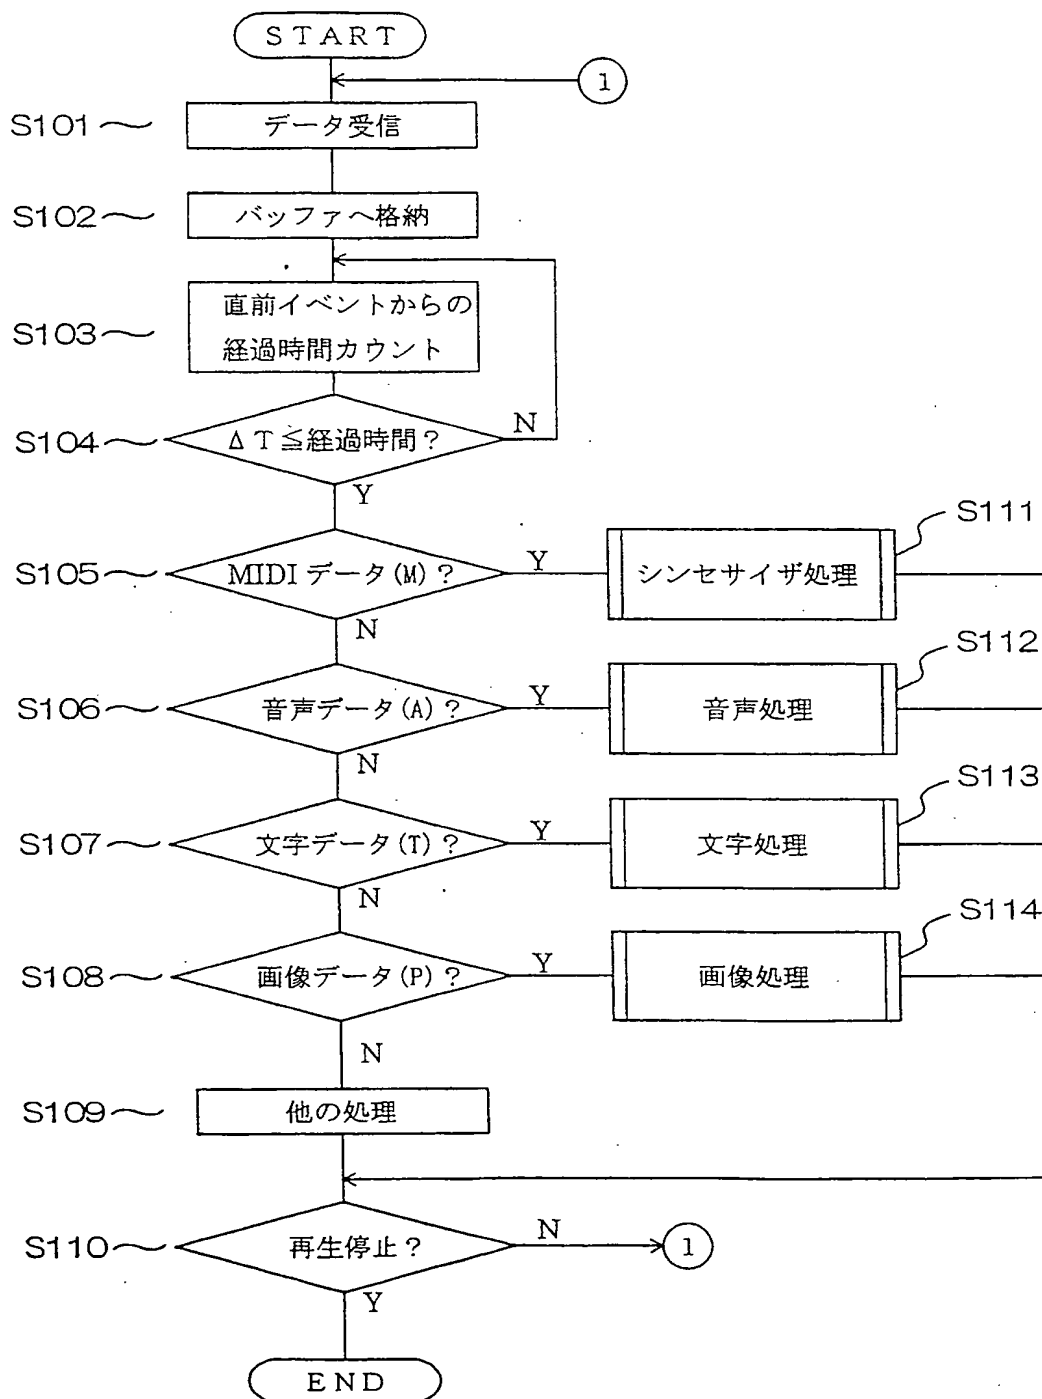 START
1
S101
データ受信
S102
バッファへ格納
S103
直前イベントからの
経過時間カウント
S104
ΔT≦経過時間?
N
Y
S105
MIDIデータ(M)?
Y
シンセサイザ処理
S111
N
S106
音声データ(A)?
Y
音声処理
S112
N
S107
文字データ(T)?
Y
文字処理
S113
N
S108
画像データ(P)?
Y
画像処理
S114
N
S109
他の処理
S110
再生停止?
N
1
Y
END